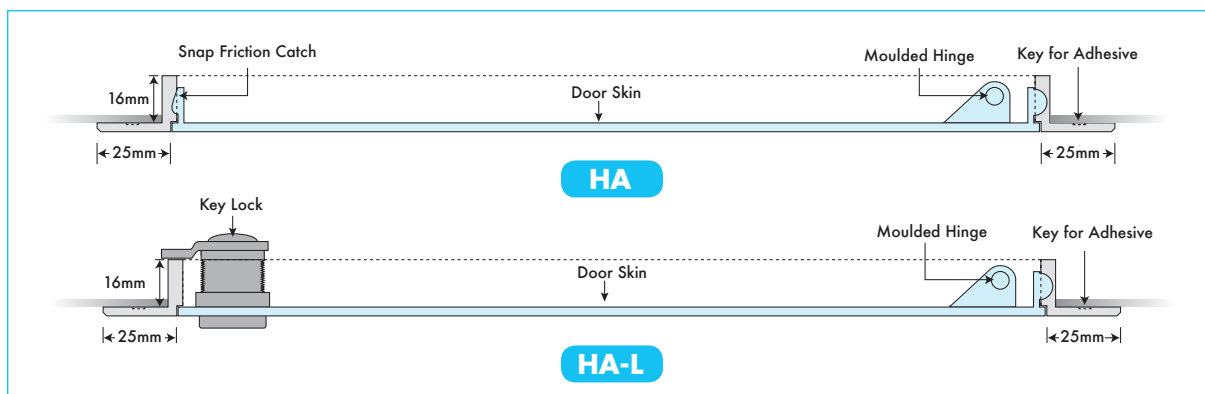 Snap Friction Catch
Moulded Hinge
Key for Adhesive
16mm
Door Skin
25mm
25mm
HA
Key Lock
Moulded Hinge
Key for Adhesive
16mm
Door Skin
25mm
25mm
HA-L